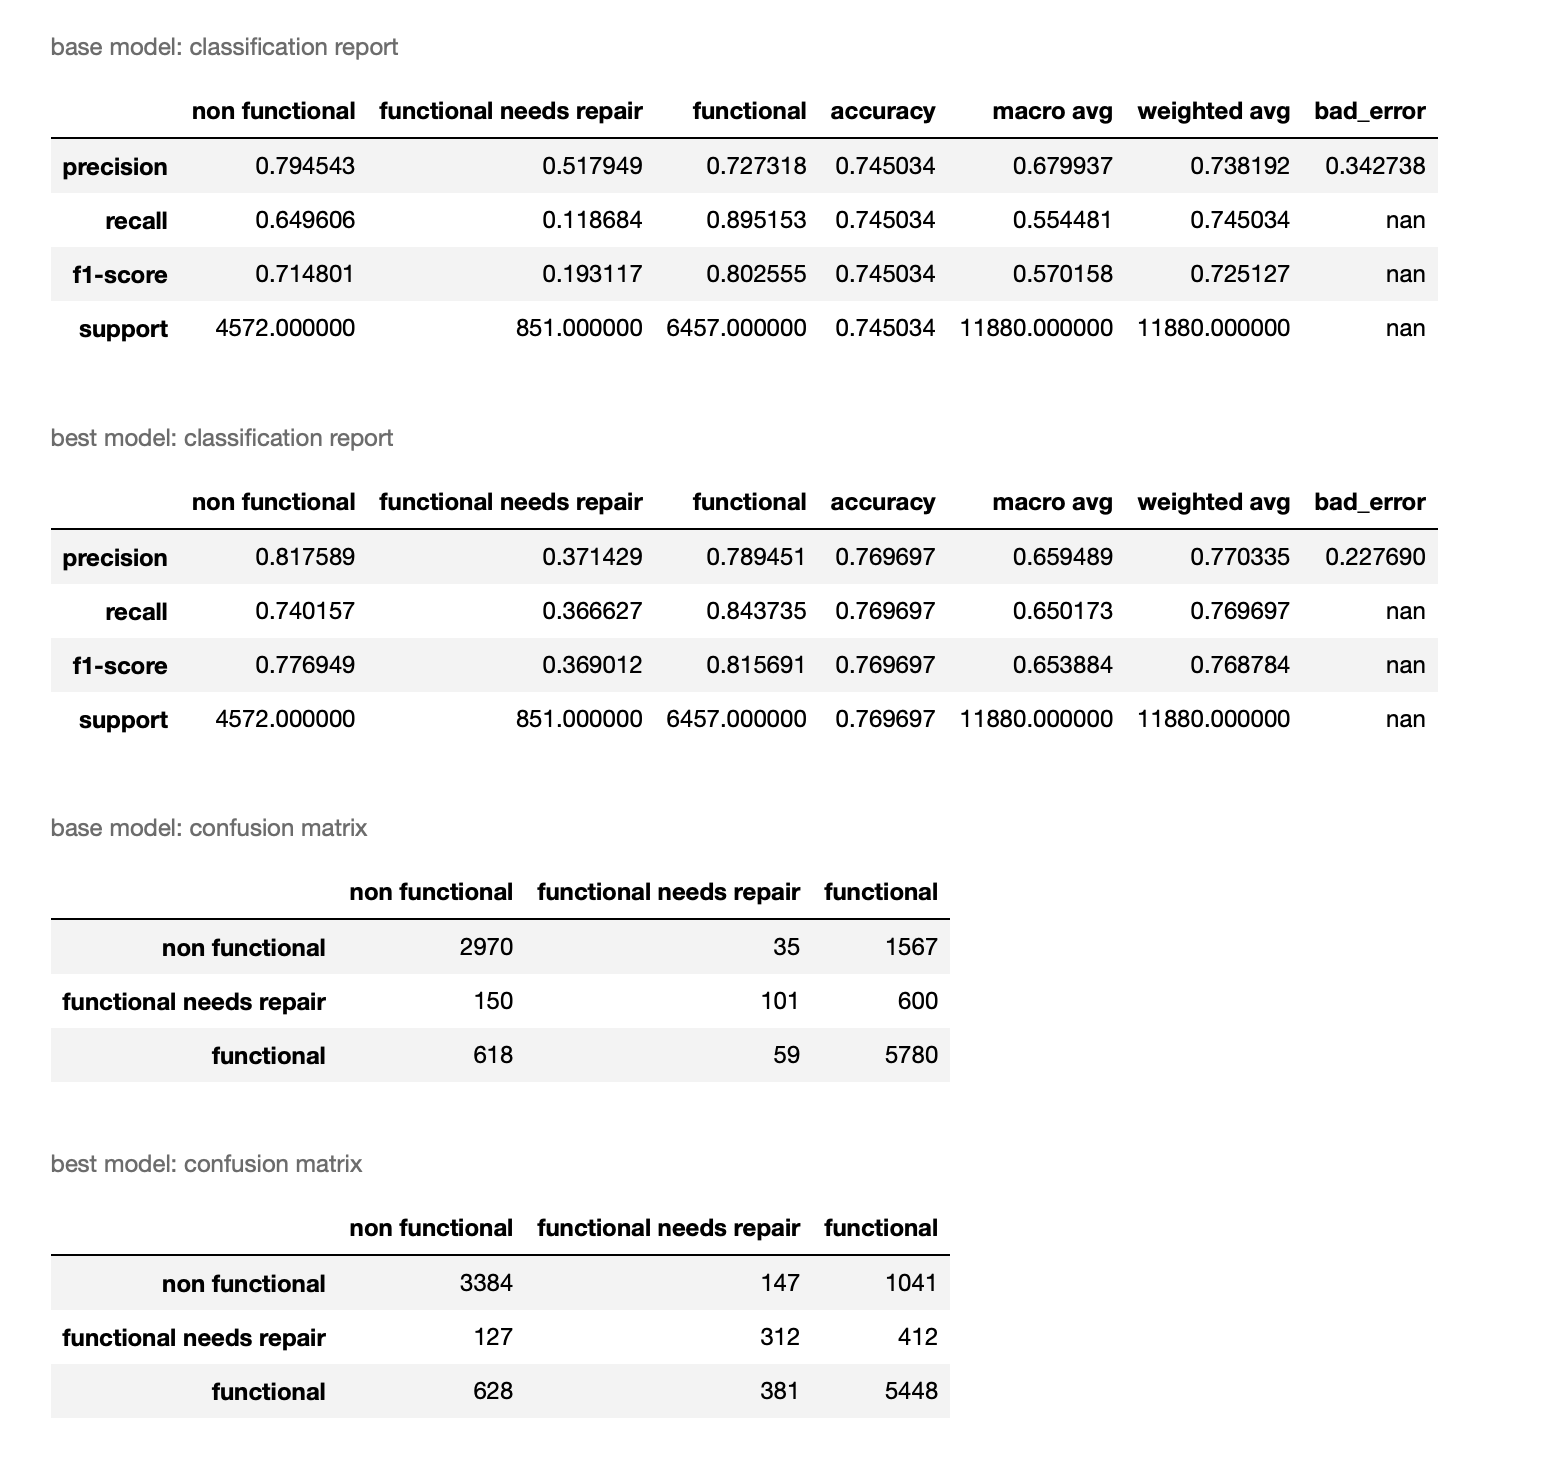 base model: classification report
non functional functional needs repair functional accuracy macro avg weighted avg bad_error
precision 0.794543 0.517949 0.727318 0.745034 0.679937 0.738192 0.342738
recall 0.649606 0.118684 0.895153 0.745034 0.554481 0.745034 nan
f1-score 0.714801 0.193117 0.802555 0.745034 0.570158 0.725127 nan
support 4572.000000 851.000000 6457.000000 0.745034 11880.000000 11880.000000 nan
best model: classification report
non functional functional needs repair functional accuracy macro avg weighted avg bad_error
precision 0.817589 0.371429 0.789451 0.769697 0.659489 0.770335 0.227690
recall 0.740157 0.366627 0.843735 0.769697 0.650173 0.769697 nan
f1-score 0.776949 0.369012 0.815691 0.769697 0.653884 0.768784 nan
support 4572.000000 851.000000 6457.000000 0.769697 11880.000000 11880.000000 nan
base model: confusion matrix
non functional functional needs repair functional
non functional 2970 35 1567
functional needs repair 150 101 600
functional 618 59 5780
best model: confusion matrix
non functional functional needs repair functional
non functional 3384 147 1041
functional needs repair 127 312 412
functional 628 381 5448